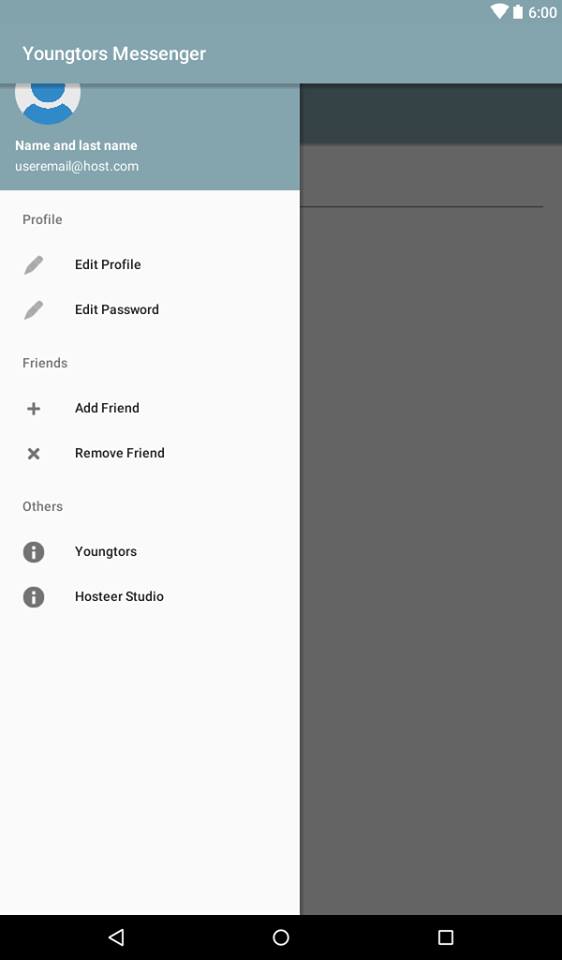 6:00
Youngtors Messenger
Name and last name
useremail@host.com
Profile
Edit Profile
Edit Password
Friends
Add Friend
Remove Friend
Others
Youngtors
Hosteer Studio